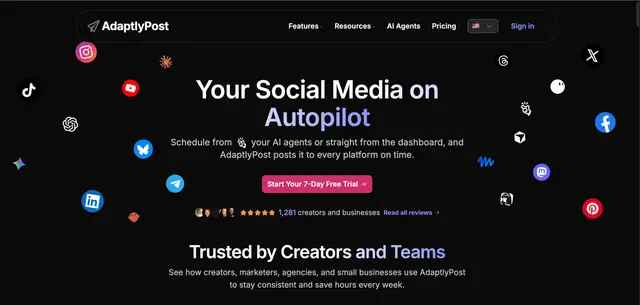 AdaptlyPost
Features
Resources
AI Agents
Pricing
Sign in
Your Social Media on
Autopilot
Schedule from your AI agents or straight from the dashboard, and
AdaptlyPost posts it to every platform on time.
Start Your 7-Day Free Trial →
1,281 creators and businesses Read all reviews →
Trusted by Creators and Teams
See how creators, marketers, agencies, and small businesses use AdaptlyPost
to stay consistent and save hours every week.